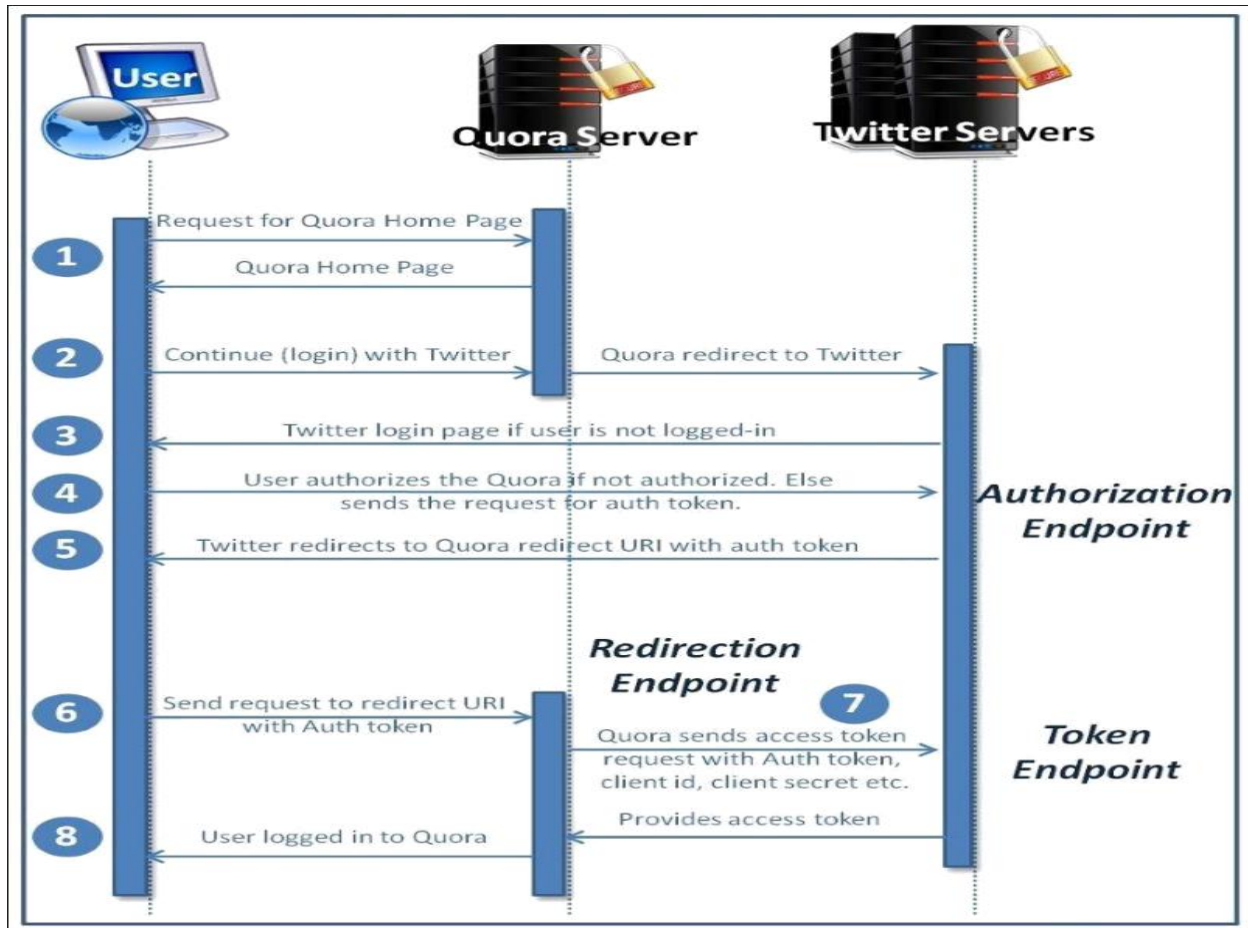 User
Quora Server
Twitter Servers
Request for Quora Home Page
1
Quora Home Page
2
Continue (login) with Twitter
Quora redirect to Twitter
3
Twitter login page if user is not logged-in
4
User authorizes the Quora if not authorized. Else
sends the request for auth token.
Authorization
Endpoint
5
Twitter redirects to Quora redirect URI with auth token
Redirection
Endpoint
6
Send request to redirect URI
with Auth token
7
Quora sends access token
request with Auth token,
client id, client secret etc.
Token
Endpoint
Provides access token
8
User logged in to Quora